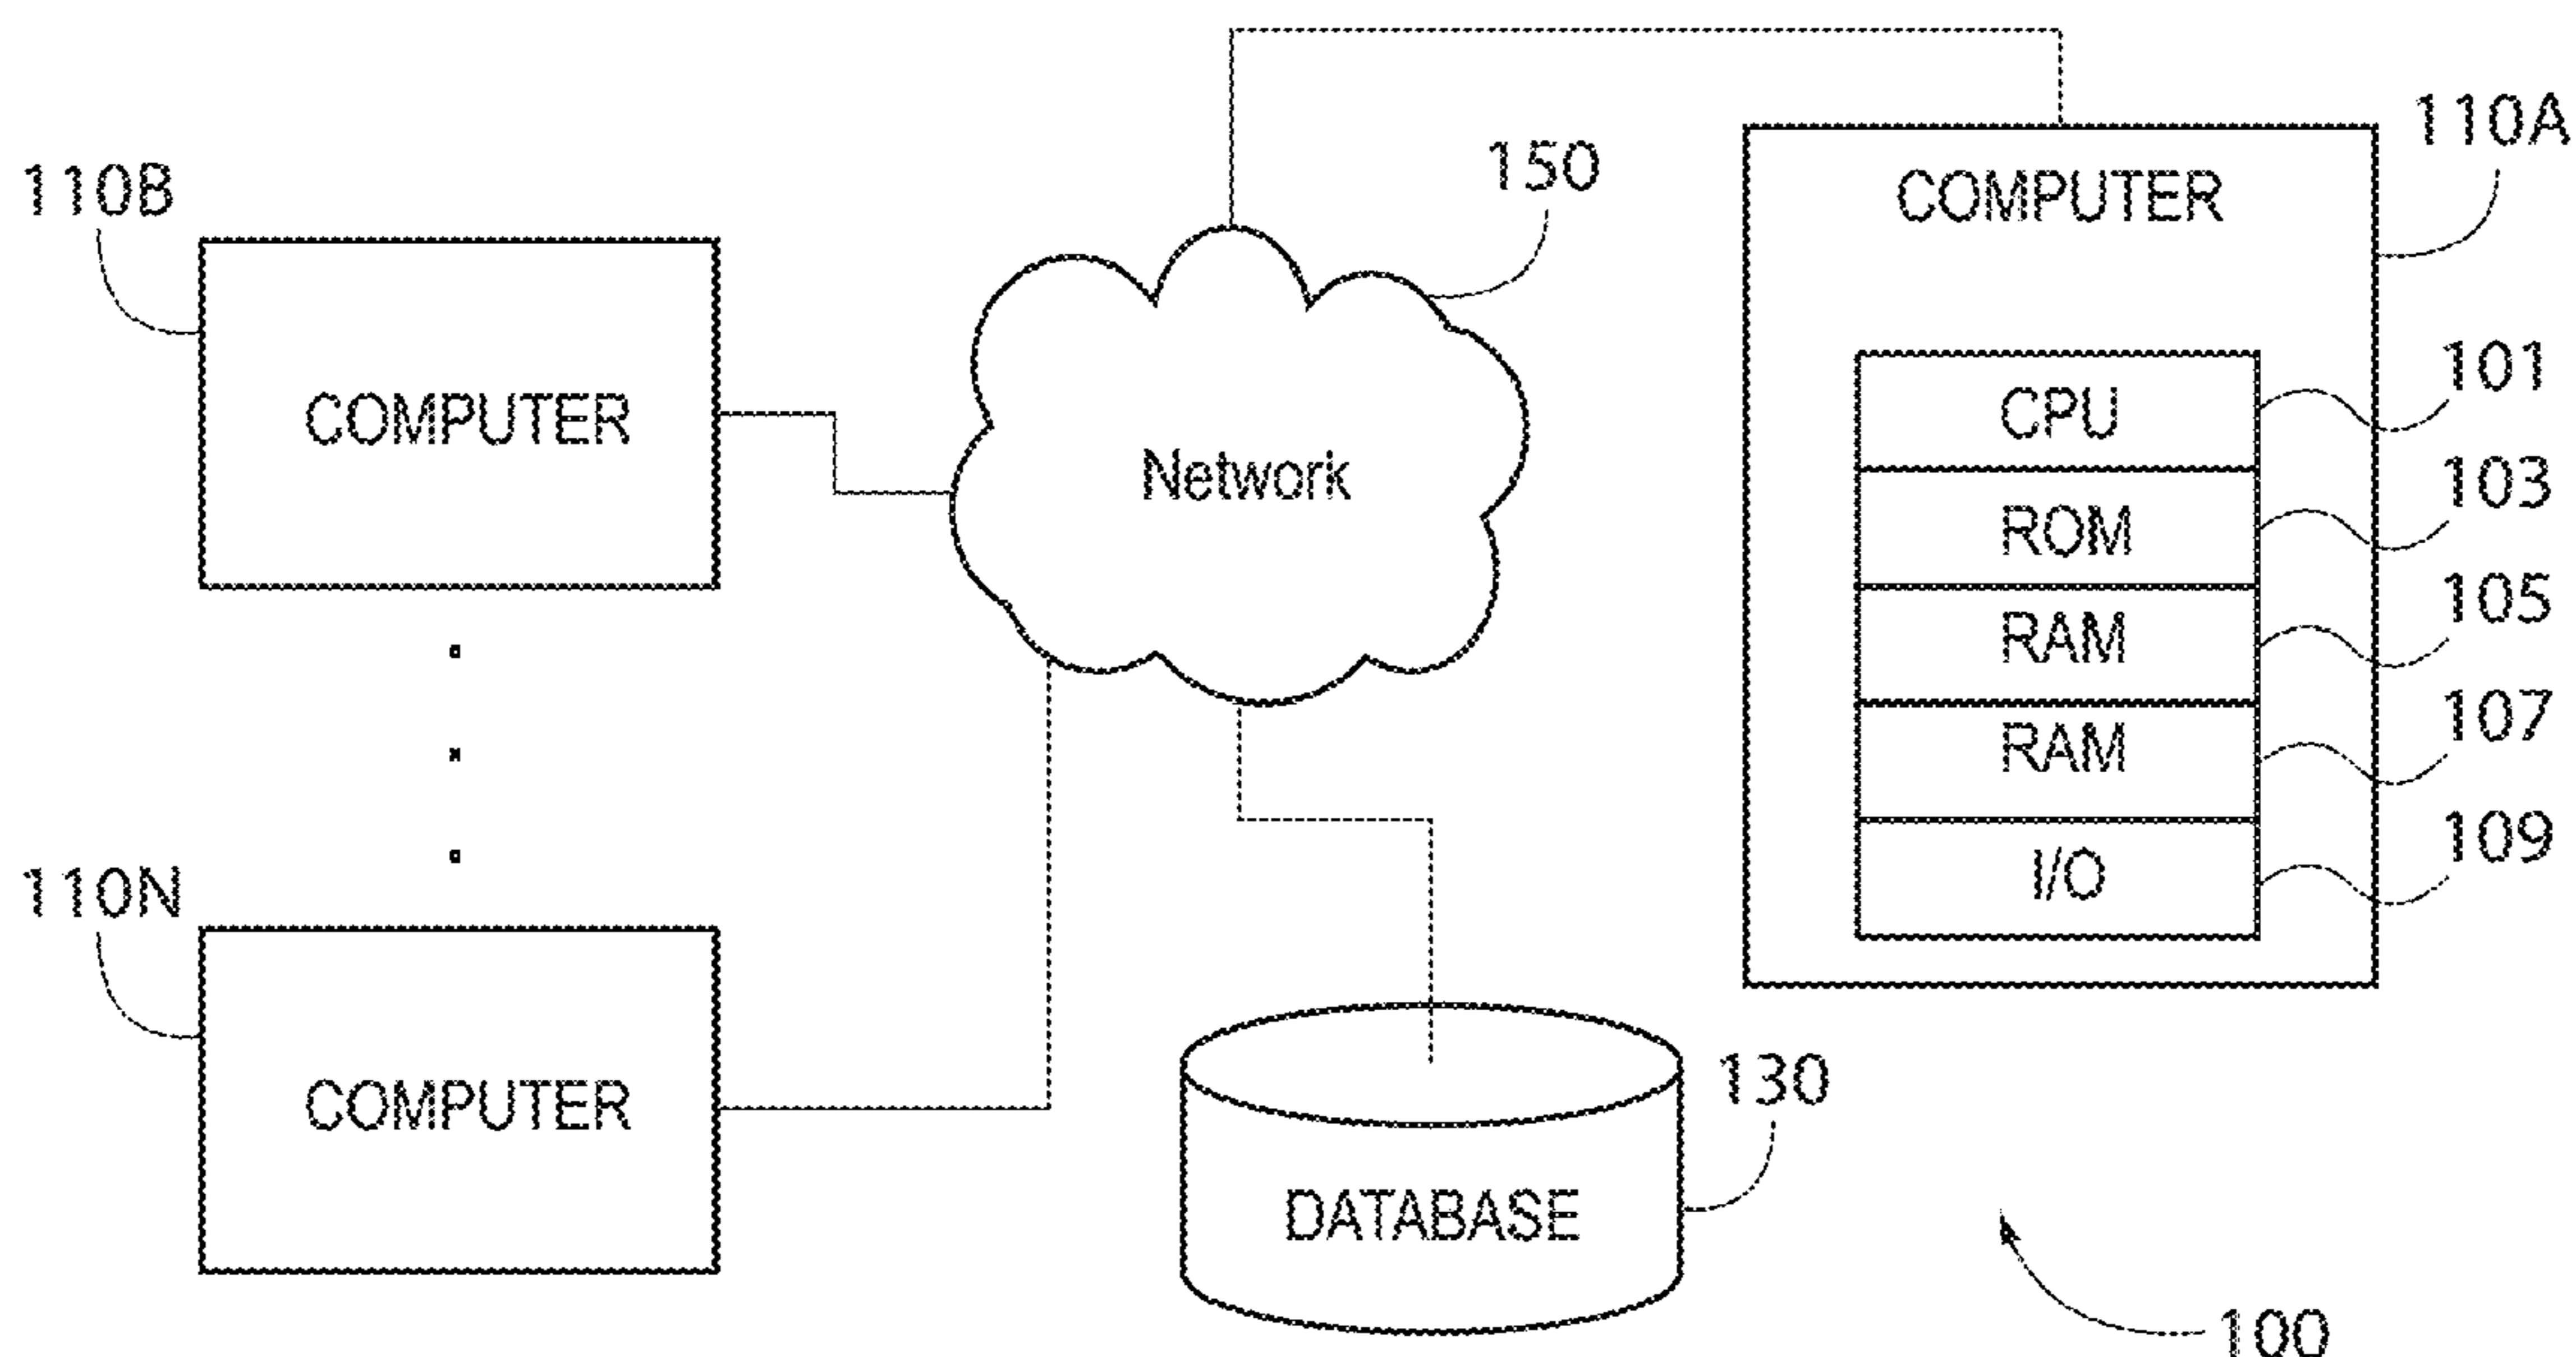 110A
150
110B
COMPUTER
101
CPU
COMPUTER
Network
103
ROM
105
RAM
107
RAM
109
I/O
110N
130
COMPUTER
DATABASE
100